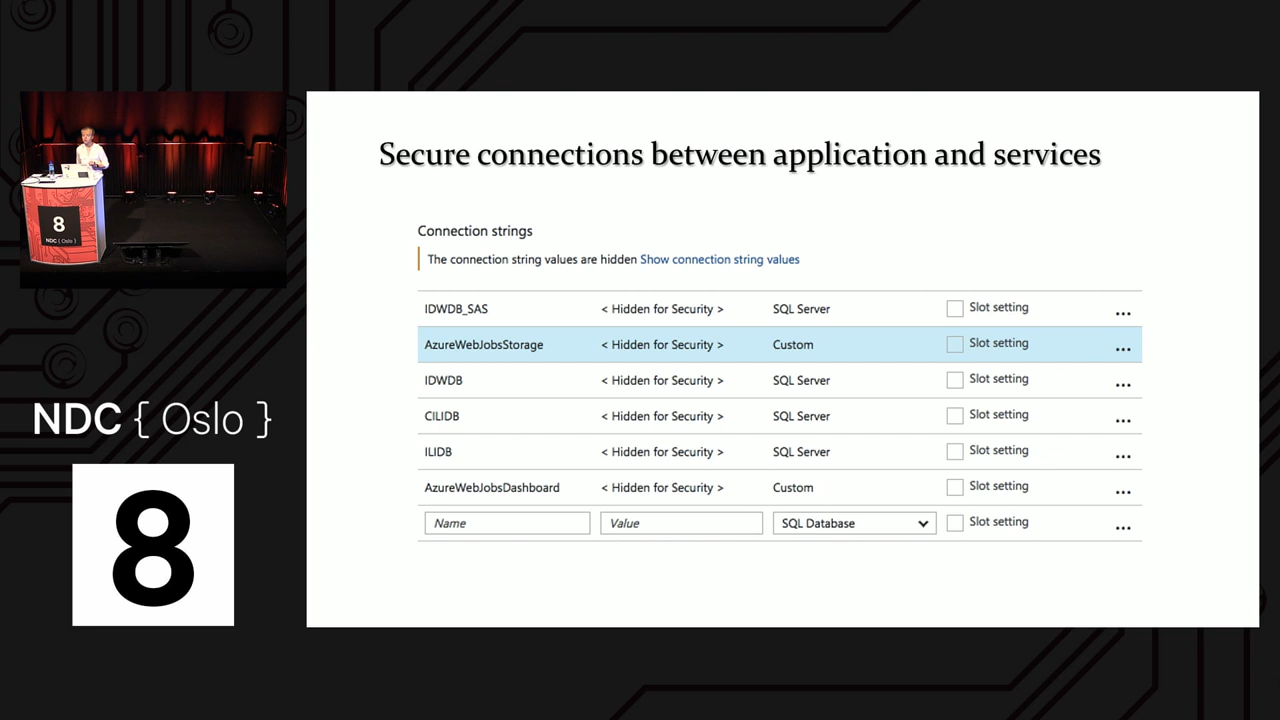 Secure connections between application and services
Connection strings
The connection string values are hidden Show connection string values
IDWDB_SAS < Hidden for Security > SQL Server Slot setting ...
AzureWebJobsStorage < Hidden for Security > Custom Slot setting ...
IDWDB < Hidden for Security > SQL Server Slot setting ...
CILIDB < Hidden for Security > SQL Server Slot setting ...
ILIDB < Hidden for Security > SQL Server Slot setting ...
AzureWebJobsDashboard < Hidden for Security > Custom Slot setting ...
Name Value SQL Database Slot setting ...
8
NDC { Oslo }
NDC { Oslo }
8